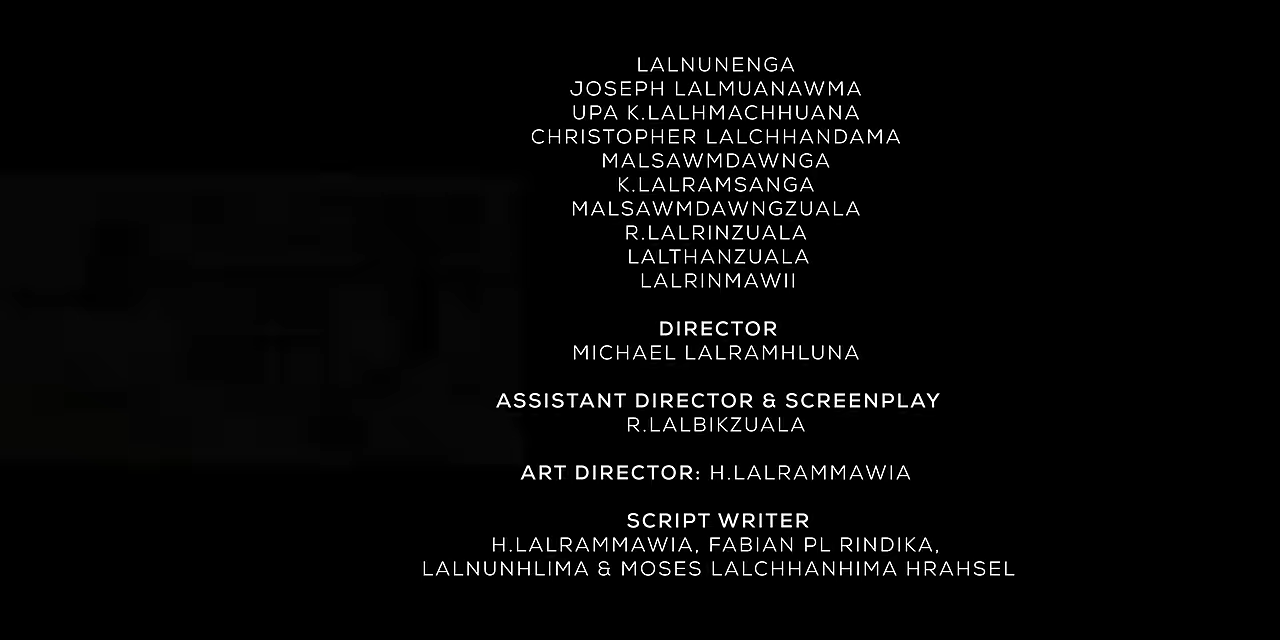 LALNUNENGA
JOSEPH LALMUANAWMA
UPA K.LALHMACHHUANA
CHRISTOPHER LALCHHANDAMA
MALSAWMDAWNGA
K.LALRAMSANGA
MALSAWMDAWNGZUALA
R.LALRINZUALA
LALTHANZUALA
LALRINMAWII
DIRECTOR
MICHAEL LALRAMHLUNA
ASSISTANT DIRECTOR & SCREENPLAY
R.LALBIKZUALA
ART DIRECTOR: H.LALRAMMAWIA
SCRIPT WRITER
H.LALRAMMAWIA, FABIAN PL RINDIKA,
LALNUNHLIMA & MOSES LALCHHANHIMA HRAHSEL